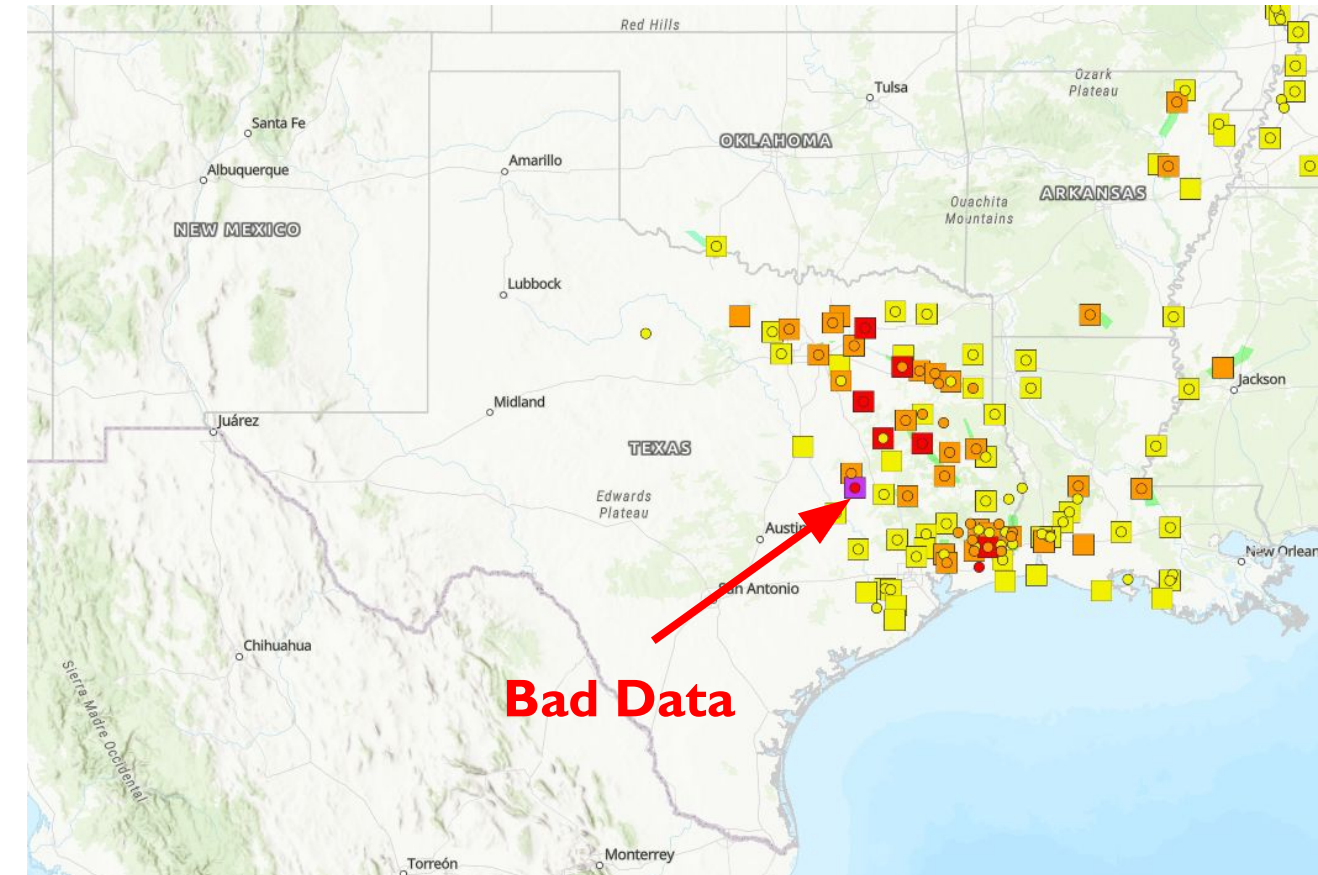 Red Hills
Ozark
Plateau
Tulsa
Santa Fe
OKLAHOMA
Amarillo
Albuquerque
ARKANSAS
Ouachita
Mountains
NEW MEXICO
Lubbock
Jackson
Midland
Juárez
TEXAS
Edwards
Plateau
Austin
New Orlean
San Antonio
Chihuahua
Sierra Madre Occidental
Bad Data
Monterrey
Torreón